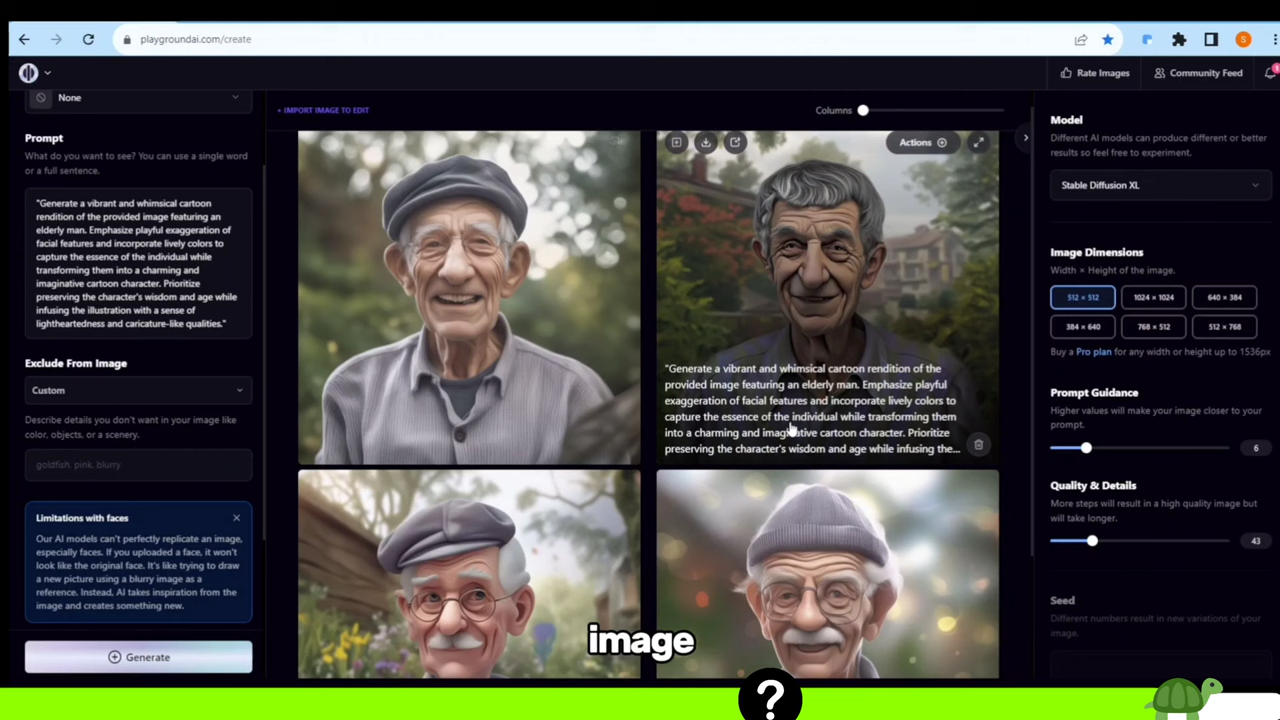 playgroundai.com/create
S
Rate Images
Community Feed
None
Prompt
What do you want to see? You can use a single word
or a full sentence.
"Generate a vibrant and whimsical cartoon
rendition of the provided image featuring an
elderly man. Emphasize playful exaggeration of
facial features and incorporate lively colors to
capture the essence of the individual while
transforming them into a charming and
imaginative cartoon character. Prioritize
preserving the character's wisdom and age while
infusing the illustration with a sense of
lightheartedness and caricature-like qualities."
Exclude From Image
Custom
Describe details you don't want in your image like
color, objects, or a scenery.
goldfish, pink, blurry
Limitations with faces
Our AI models can't perfectly replicate an image,
especially faces. If you uploaded a face, it won't
look like the original face. It's like trying to draw
a new picture using a blurry image as a
reference. Instead, AI takes inspiration from the
image and creates something new.
Generate
+ IMPORT IMAGE TO EDIT
Columns
Actions
"Generate a vibrant and whimsical cartoon rendition of the
provided image featuring an elderly man. Emphasize playful
exaggeration of facial features and incorporate lively colors to
capture the essence of the individual while transforming them
into a charming and imaginative cartoon character. Prioritize
preserving the character's wisdom and age while infusing the...
image
?
Model
Different AI models can produce different or better
results so feel free to experiment.
Stable Diffusion XL
Image Dimensions
Width × Height of the image.
512 × 512
1024 × 1024
640 × 384
384 × 640
768 × 512
512 × 768
Buy a Pro plan for any width or height up to 1536px
Prompt Guidance
Higher values will make your image closer to your
prompt.
6
Quality & Details
More steps will result in a high quality image but
will take longer.
43
Seed
Different numbers result in new variations of your
image.